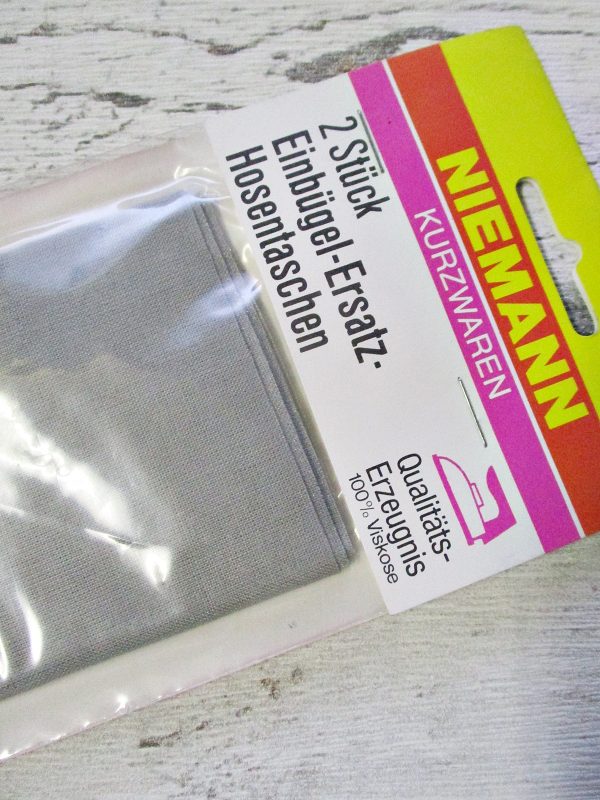 NIEMANN
KURZWAREN
2 Stück
Einbügel-Ersatz-
Hosentaschen
Qualitäts-
Erzeugnis
100% Viskose